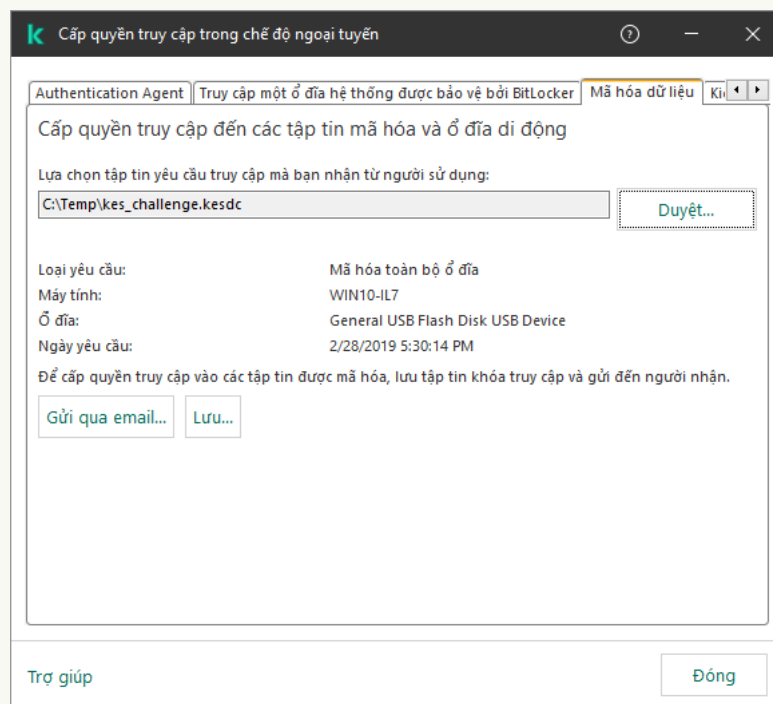 Cấp quyền truy cập trong chế độ ngoại tuyến
Authentication Agent Truy cập một ổ đĩa hệ thống được bảo vệ bởi BitLocker Mã hóa dữ liệu
Cấp quyền truy cập đến các tập tin mã hóa và ổ đĩa di động
Lựa chọn tập tin yêu cầu truy cập mà bạn nhận từ người sử dụng:
C:\Temp\kes_challenge.kesdc Duyệt...
Loại yêu cầu: Mã hóa toàn bộ ổ đĩa
Máy tính: WIN10-IL7
Ổ đĩa: General USB Flash Disk USB Device
Ngày yêu cầu: 2/28/2019 5:30:14 PM
Để cấp quyền truy cập vào các tập tin được mã hóa, lưu tập tin khóa truy cập và gửi đến người nhận.
Gửi qua email... Lưu...
Trợ giúp Đóng